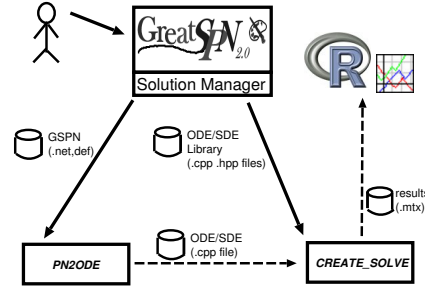 GreatSPN
2.0
Solution Manager
R
GSPN
(.net,def)
ODE/SDE
Library
(.cpp .hpp files)
results
(.mtx)
ODE/SDE
(.cpp file)
PN2ODE
CREATE_SOLVE